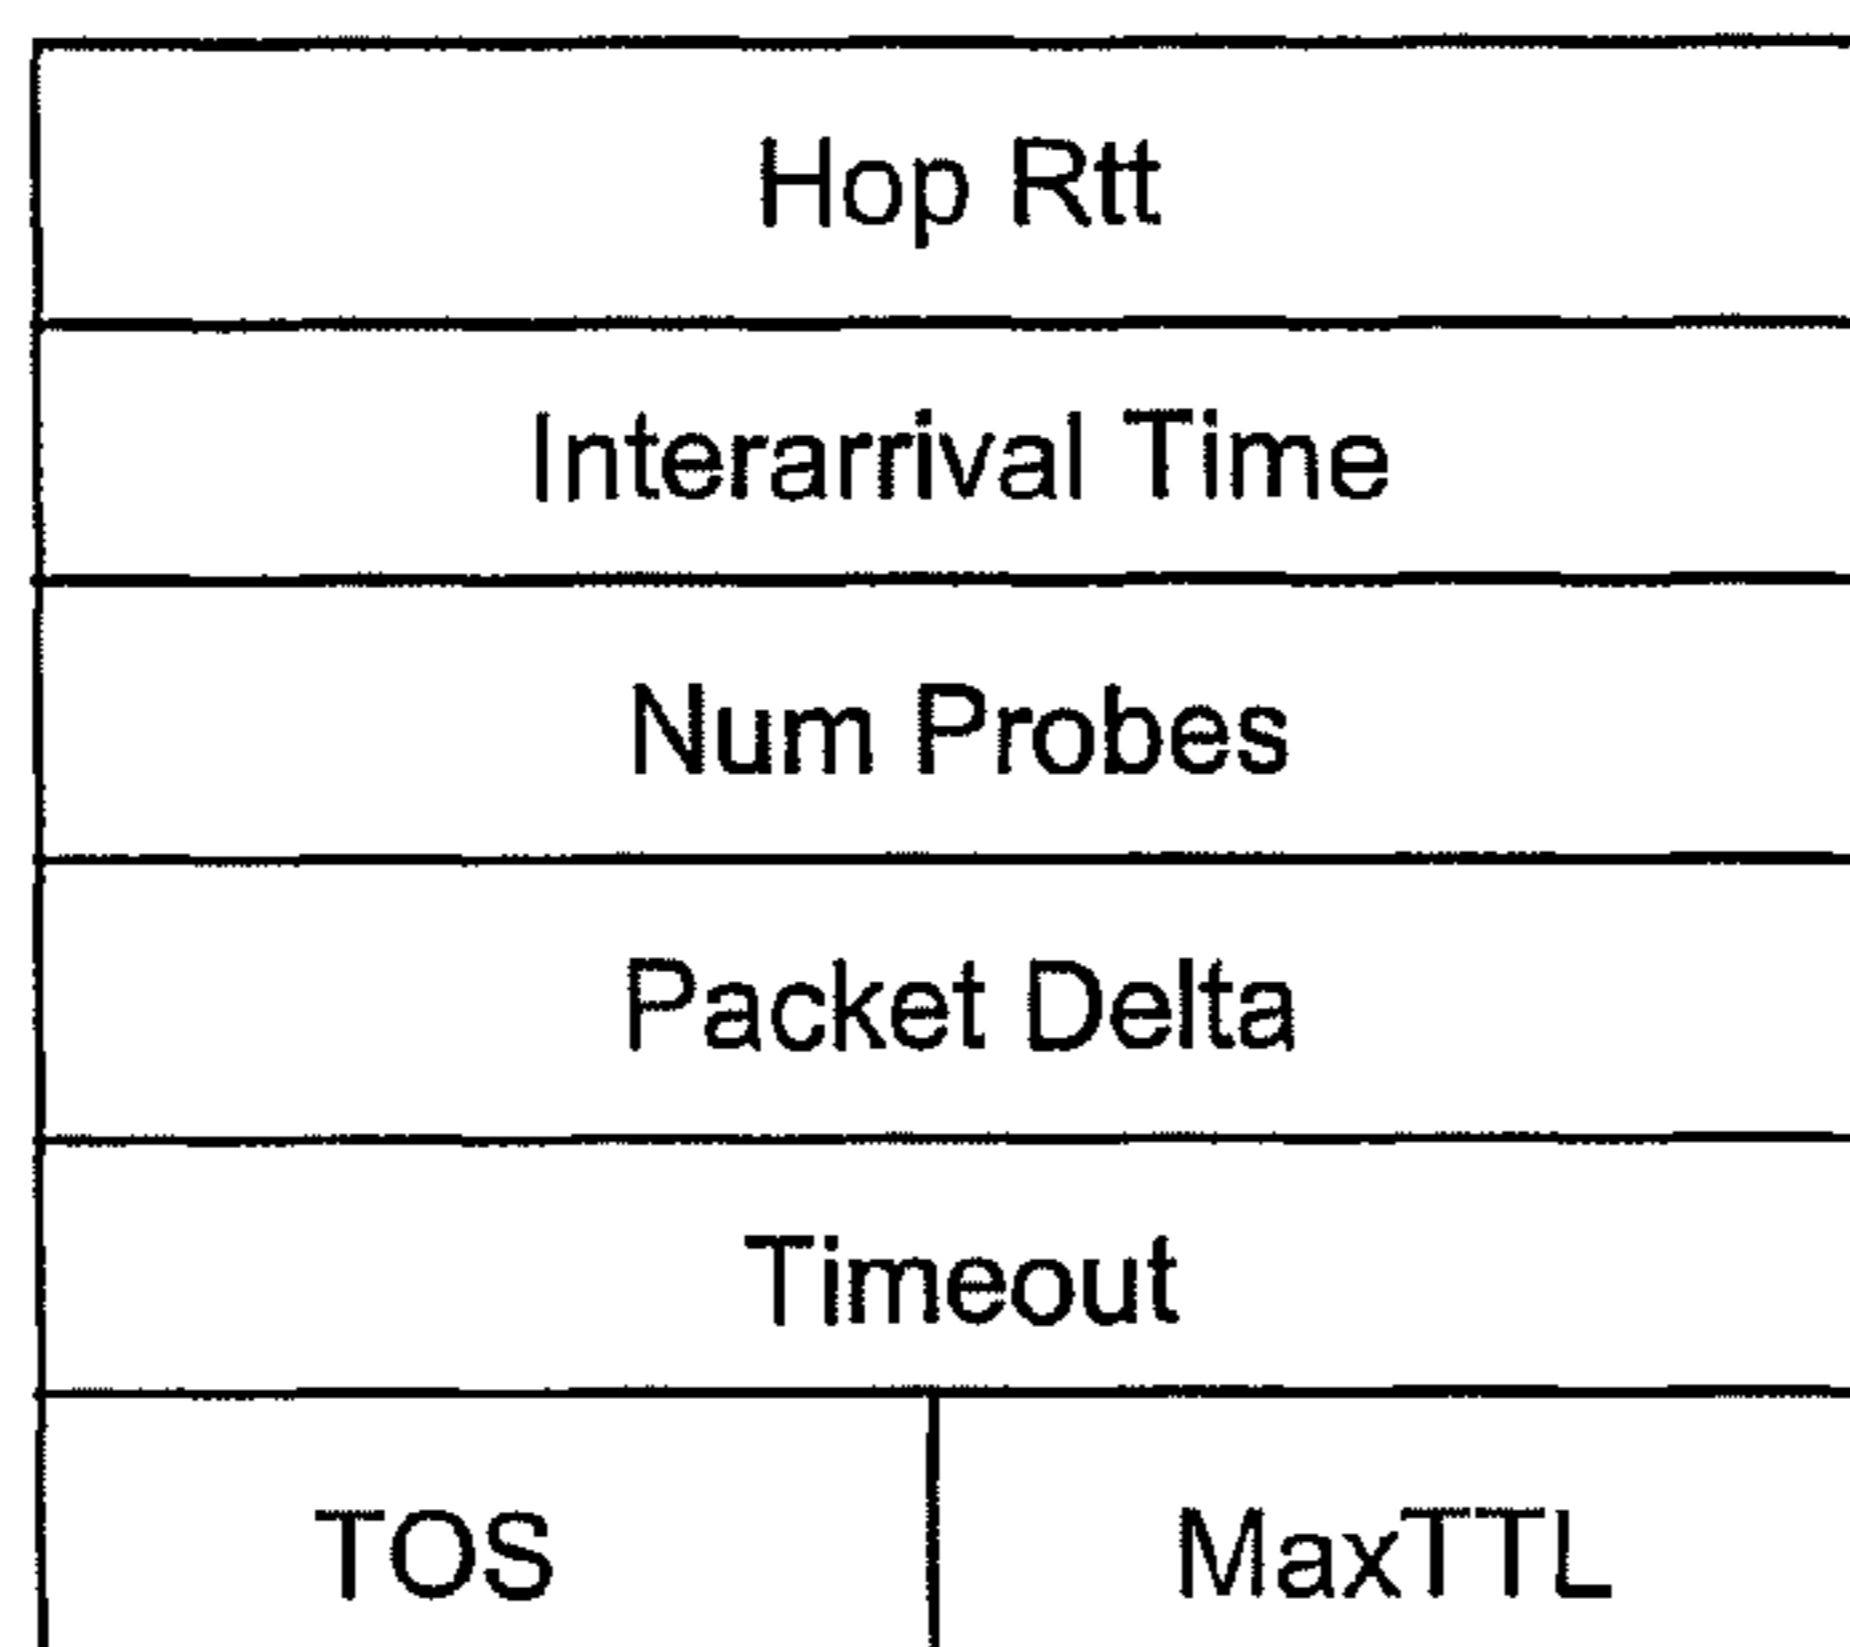 Hop Rtt
Interarrival Time
Num Probes
Packet Delta
Timeout
TOS MaxTTL